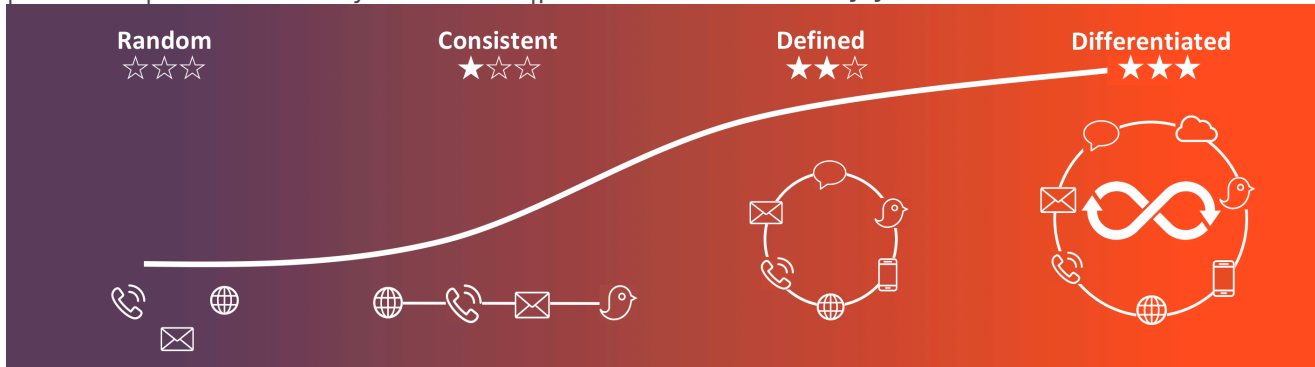 Random
☆☆☆
Consistent
★☆☆
Defined
★★☆
Differentiated
★★★